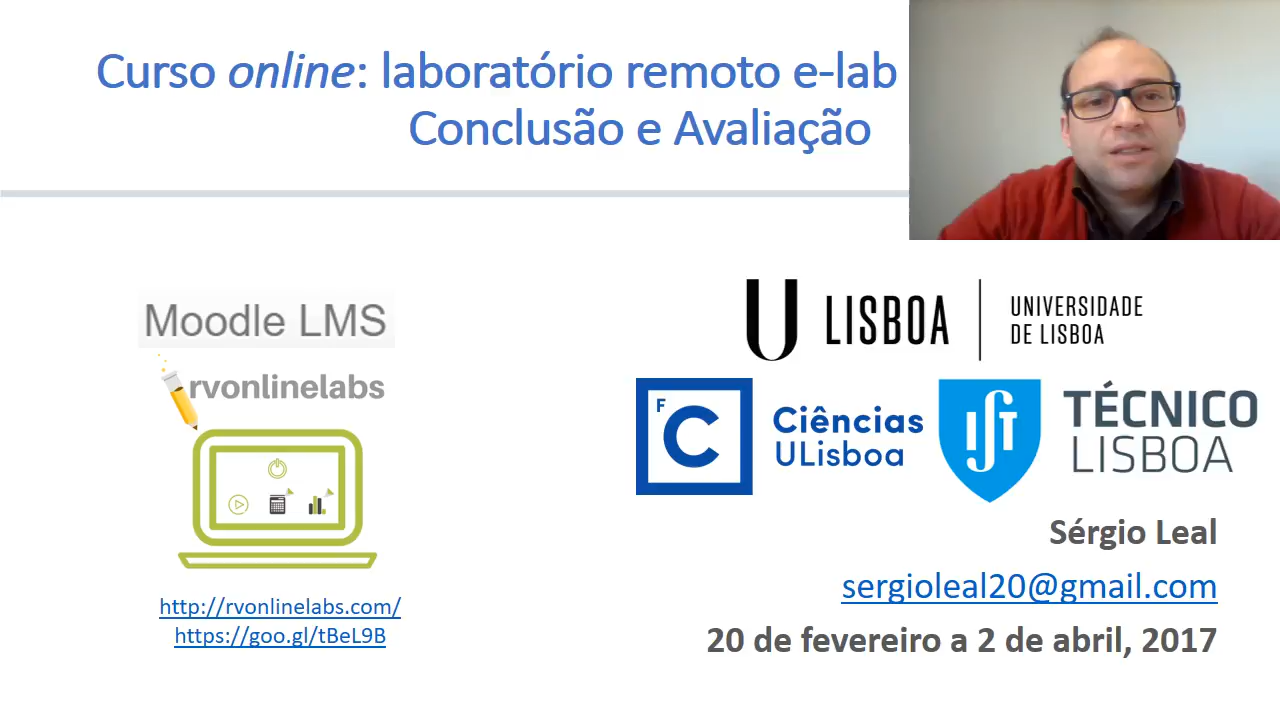 Curso online: laboratório remoto e-lab
Conclusão e Avaliação
Moodle LMS
rvonlinelabs
http://rvonlinelabs.com/
https://goo.gl/tBeL9B
U LISBOA
UNIVERSIDADE
DE LISBOA
F
C
Ciências
ULisboa
IST
TÉCNICO
LISBOA
Sérgio Leal
sergioleal20@gmail.com
20 de fevereiro a 2 de abril, 2017